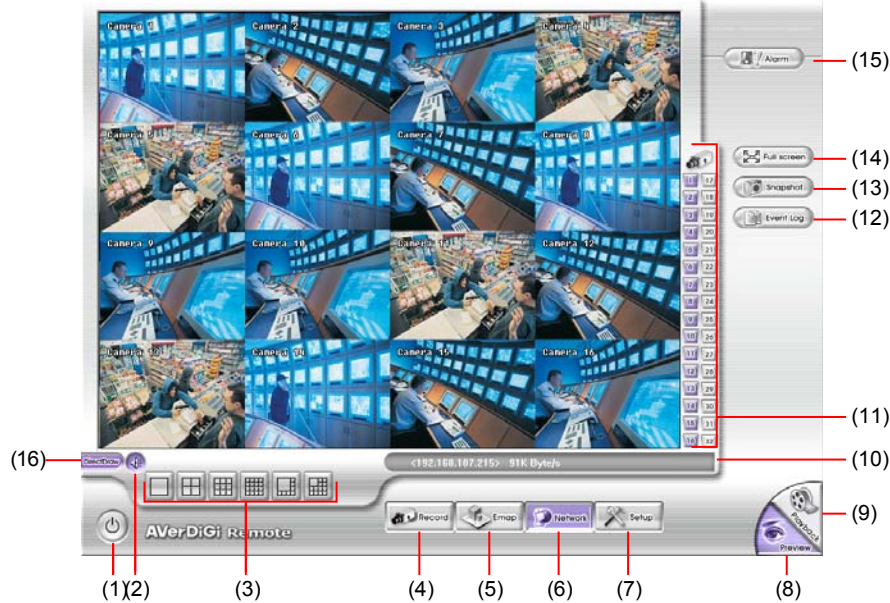 Camera 1 Camera 2 Camera 3 Camera 4
Alarm (15)
Camera 5 Camera 6 Camera 7 Camera 8
Full screen (14)
Snapshot (13)
Event Log (12)
1 17
2 18
3 19
4 20
5 21
6 22
7 23
8 24
9 25
10 26
11 27
12 28
13 29
14 30
15 31
16 32
Camera 9 Camera 10 Camera 11 Camera 12
Camera 13 Camera 14 Camera 15 Camera 16
(11)
(16) DirectDraw
<192.168.107.215> 91K Byte/s (10)
AVerDiGi Remote
Record Emap Network Setup
Playback (9)
Preview
(1) (2) (3) (4) (5) (6) (7) (8)